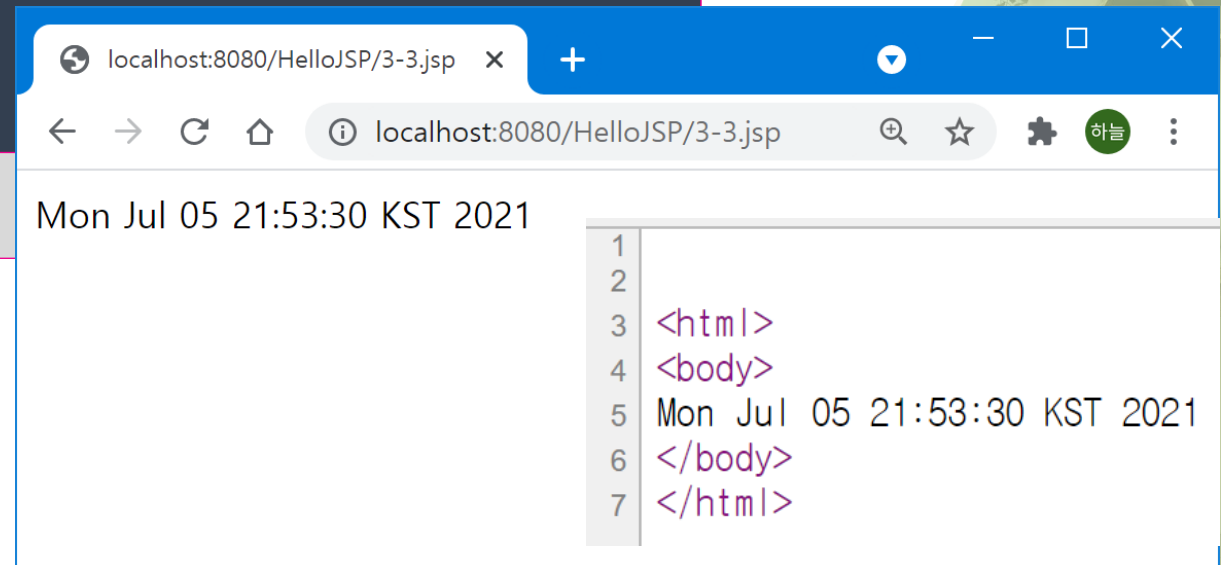 localhost:8080/HelloJSP/3-3.jsp
localhost:8080/HelloJSP/3-3.jsp
하늘
Mon Jul 05 21:53:30 KST 2021
1
2
3 <html>
4 <body>
5 Mon Jul 05 21:53:30 KST 2021
6 </body>
7 </html>